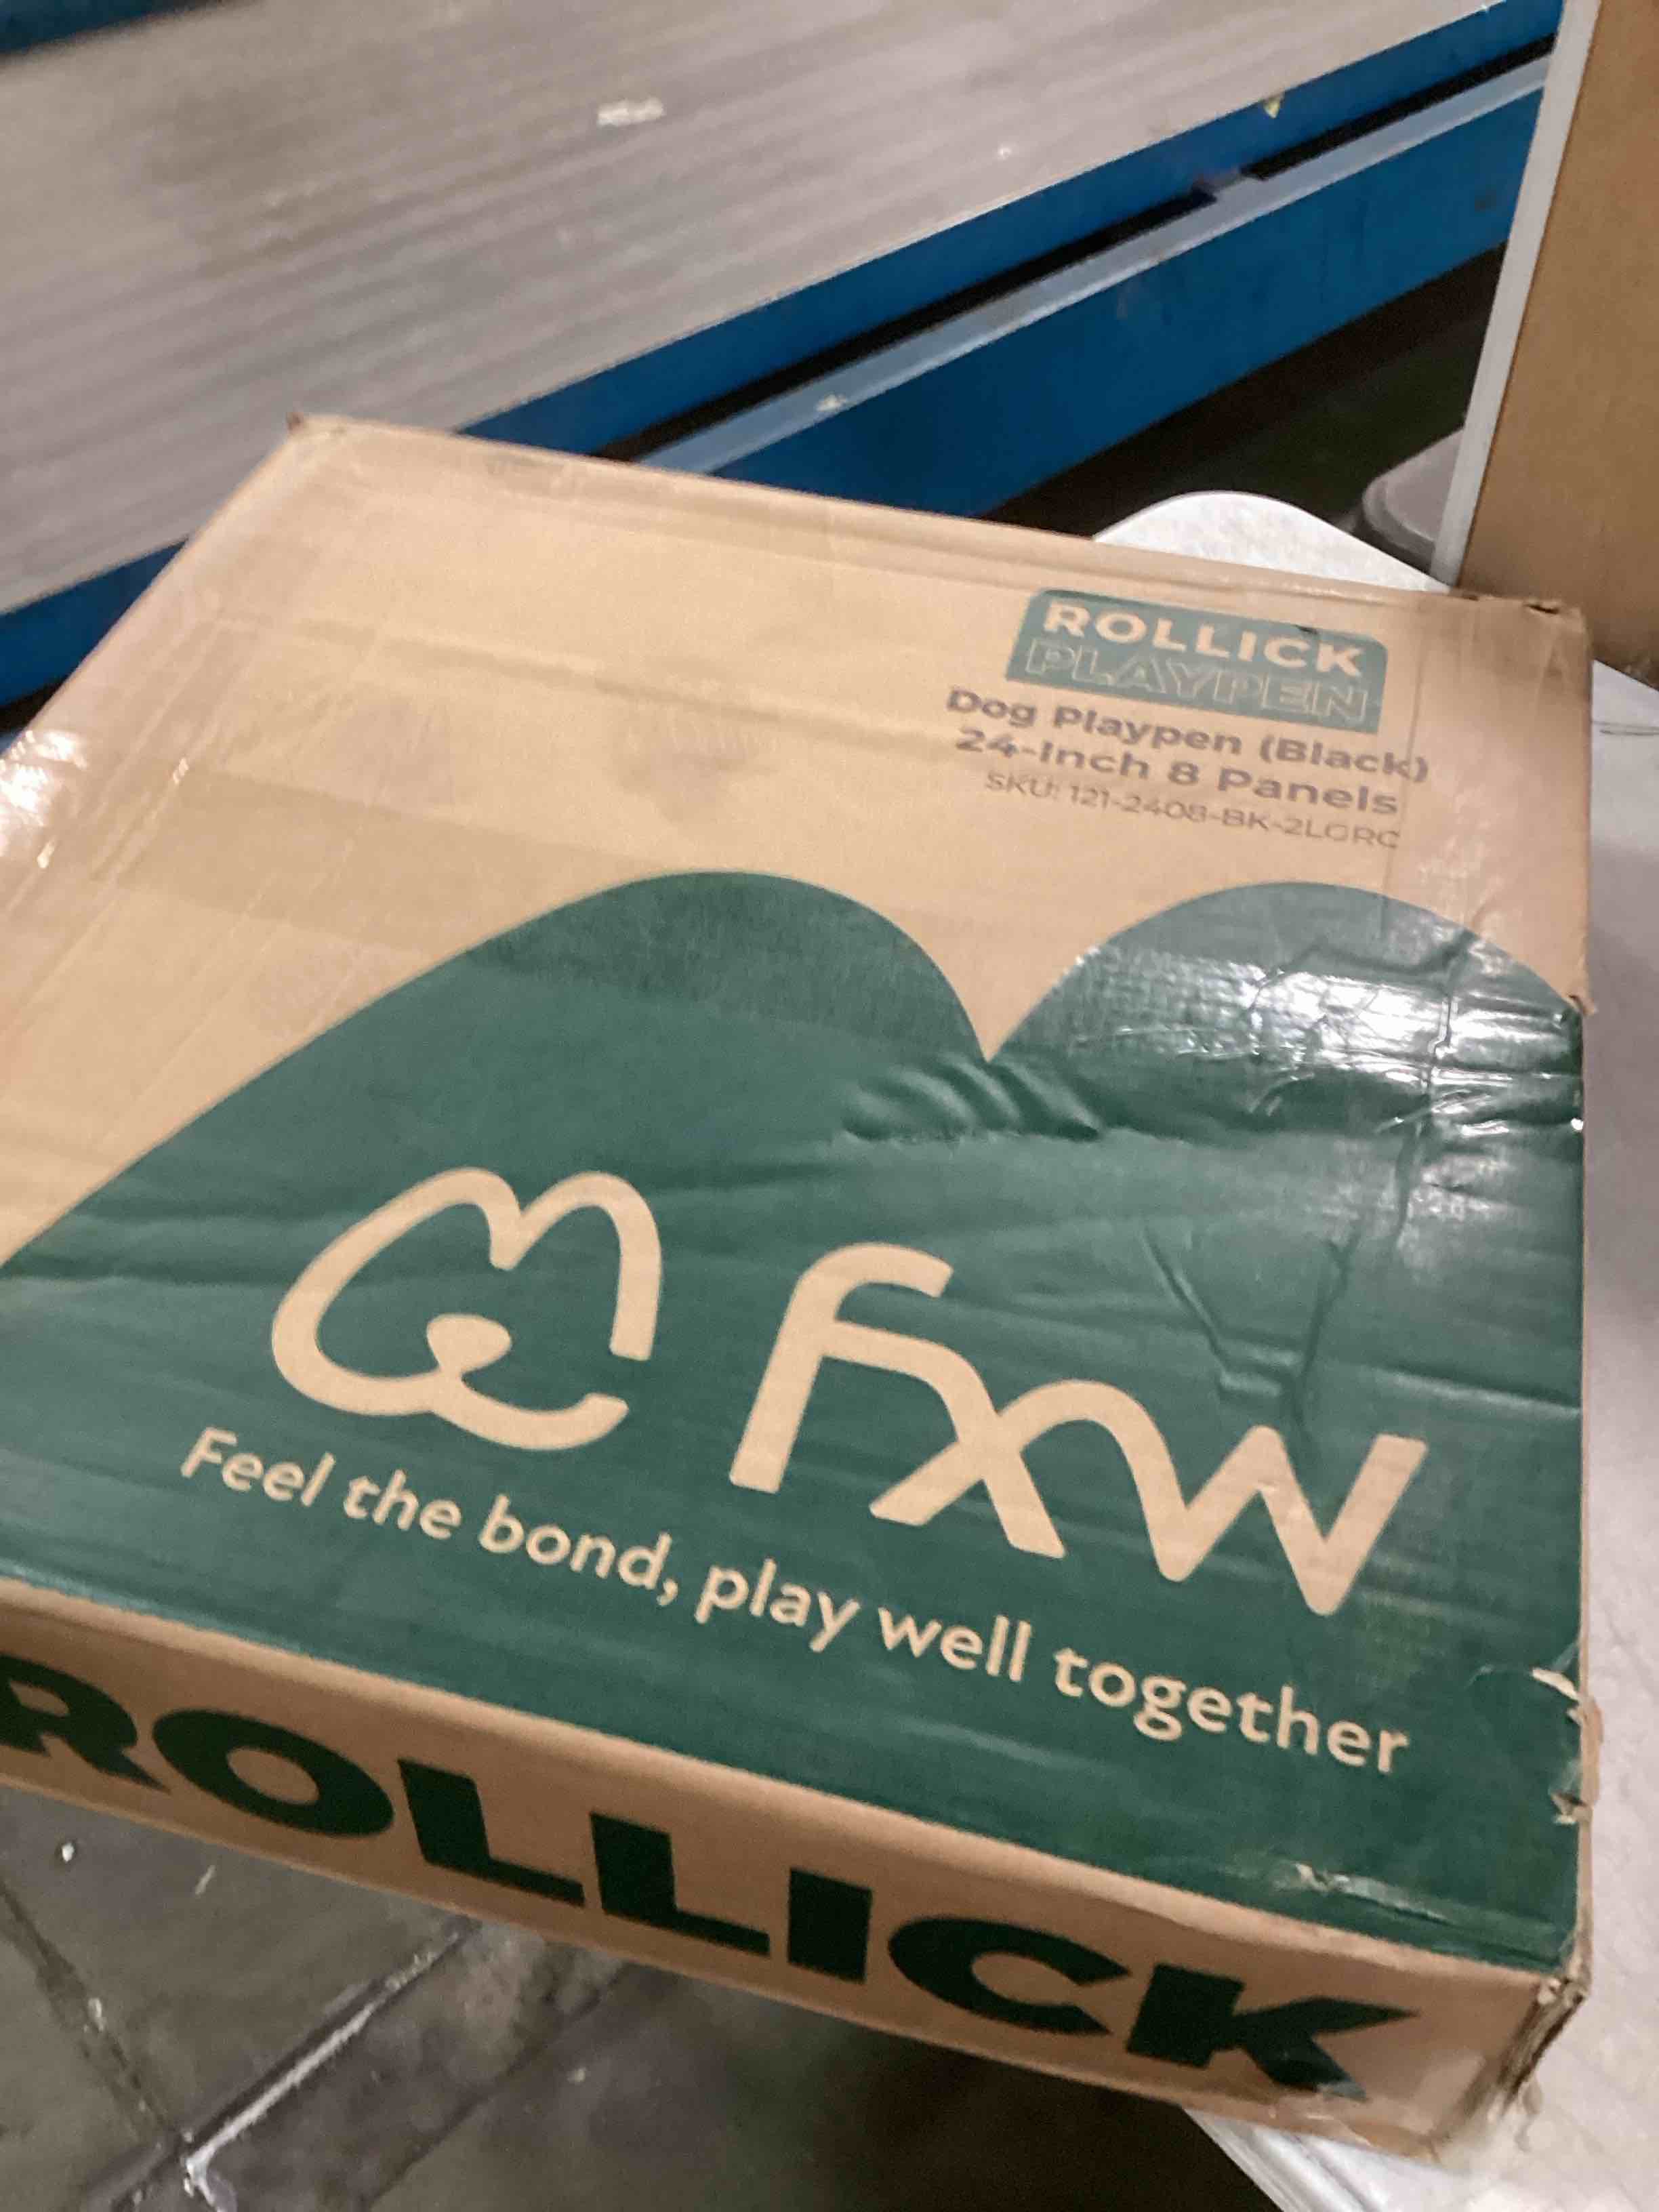 ROLLICK
PLAYPEN
Dog Playpen (Black)
24-Inch 8 Panels
SKU: 121-2408-BK-2LGRC
fxw
Feel the bond, play well together
ROLLICK